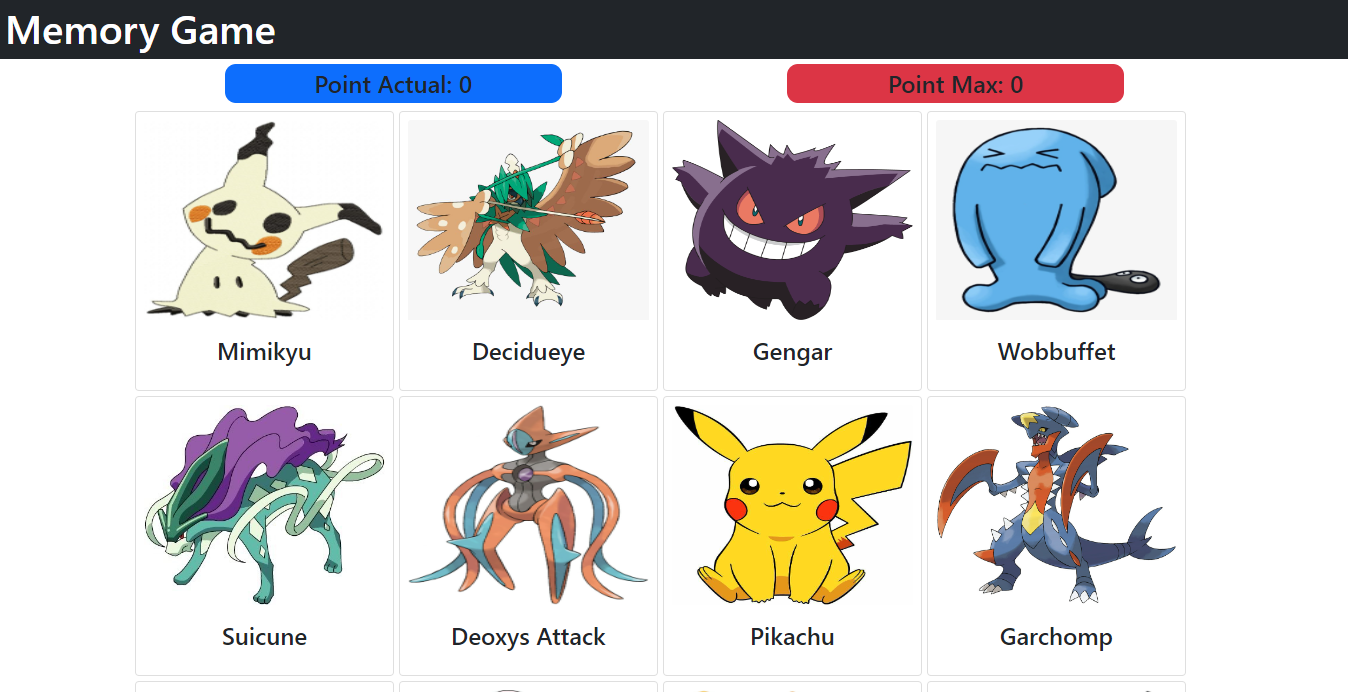 Memory Game
Point Actual: 0
Point Max: 0
Mimikyu
Decidueye
Gengar
Wobbuffet
Suicune
Deoxys Attack
Pikachu
Garchomp